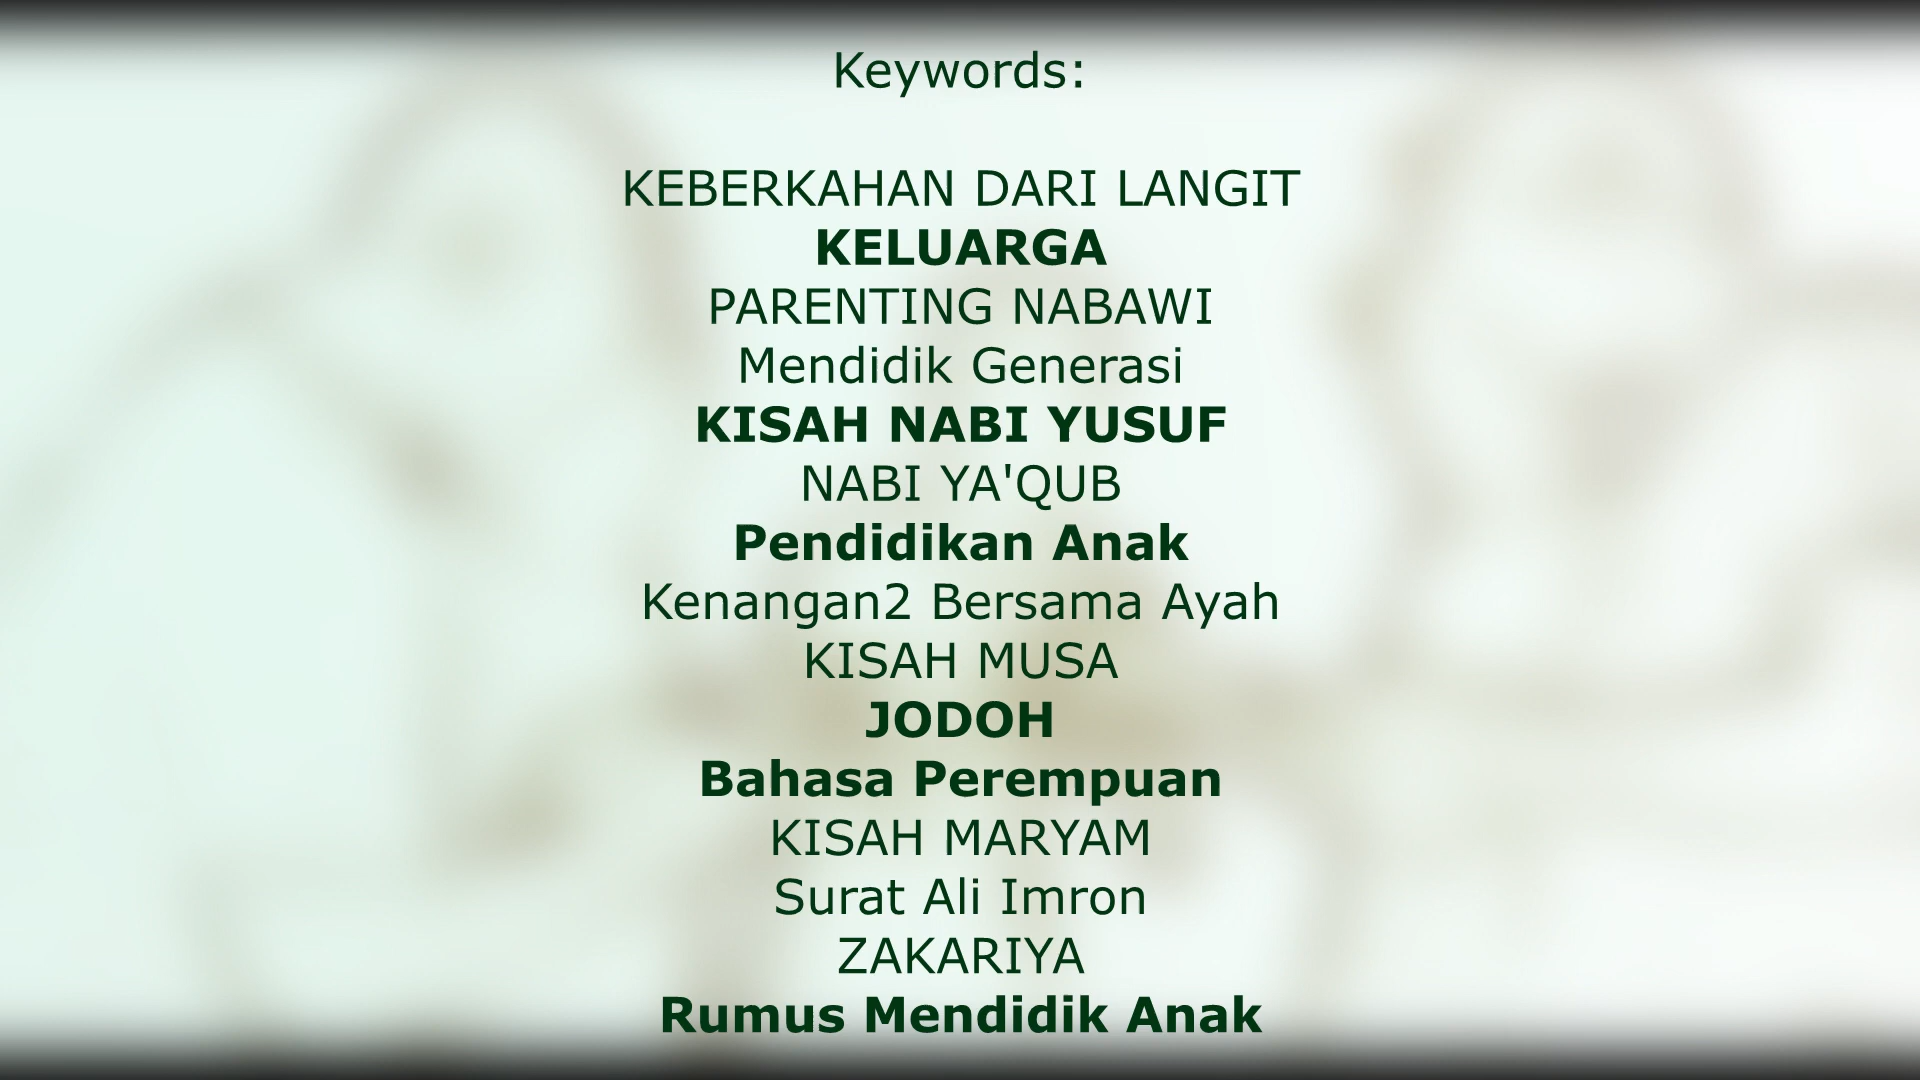 Keywords:
KEBERKAHAN DARI LANGIT
KELUARGA
PARENTING NABAWI
Mendidik Generasi
KISAH NABI YUSUF
NABI YA'QUB
Pendidikan Anak
Kenangan2 Bersama Ayah
KISAH MUSA
JODOH
Bahasa Perempuan
KISAH MARYAM
Surat Ali Imron
ZAKARIYA
Rumus Mendidik Anak